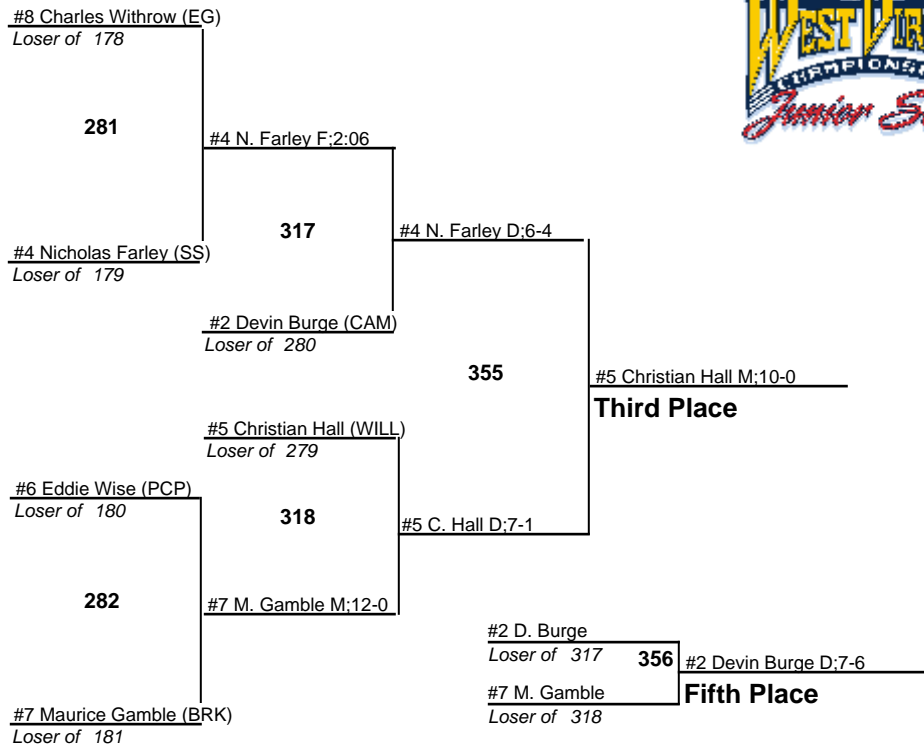 #8 Charles Withrow (EG)
Loser of 178
281
#4 N. Farley F;2:06
#4 Nicholas Farley (SS)
Loser of 179
317
#4 N. Farley D;6-4
#2 Devin Burge (CAM)
Loser of 280
355
#5 Christian Hall M;10-0
Third Place
#5 Christian Hall (WILL)
Loser of 279
#6 Eddie Wise (PCP)
Loser of 180
318
#5 C. Hall D;7-1
282
#7 M. Gamble M;12-0
#7 Maurice Gamble (BRK)
Loser of 181
#2 D. Burge
Loser of 317
356
#2 Devin Burge D;7-6
#7 M. Gamble
Fifth Place
Loser of 318
WEST
Junior